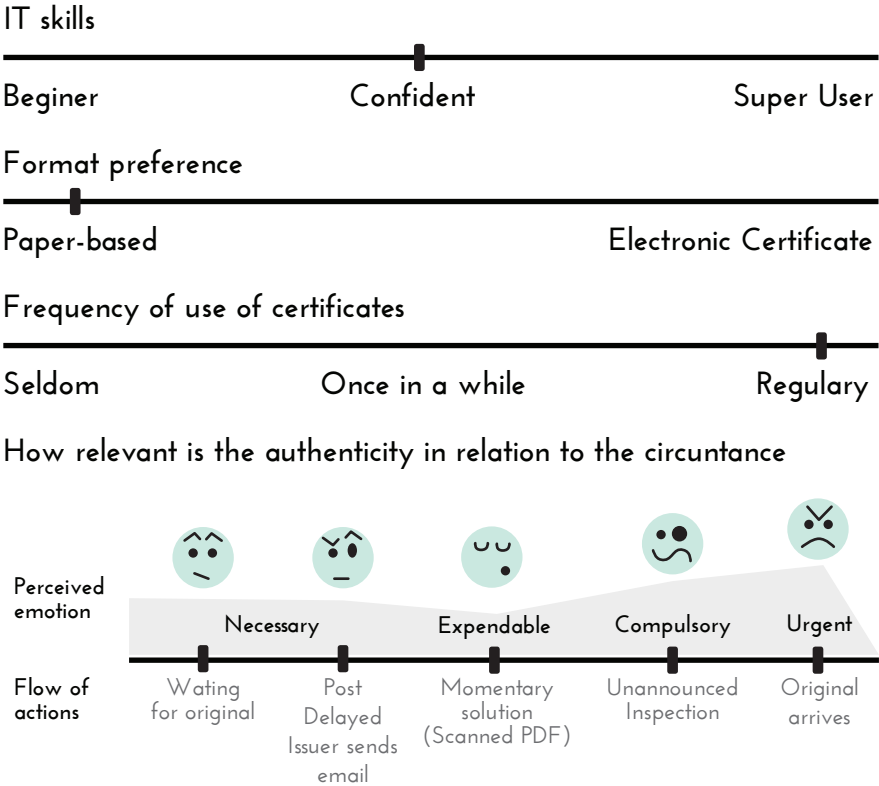 IT skills
Beginer Confident Super User
Format preference
Paper-based Electronic Certificate
Frequency of use of certificates
Seldom Once in a while Regulary
How relevant is the authenticity in relation to the circuntance
Perceived
emotion
Necessary Expendable Compulsory Urgent
Flow of
actions
Wating
for original
Post
Delayed
Issuer sends
email
Momentary
solution
(Scanned PDF)
Unannounced
Inspection
Original
arrives